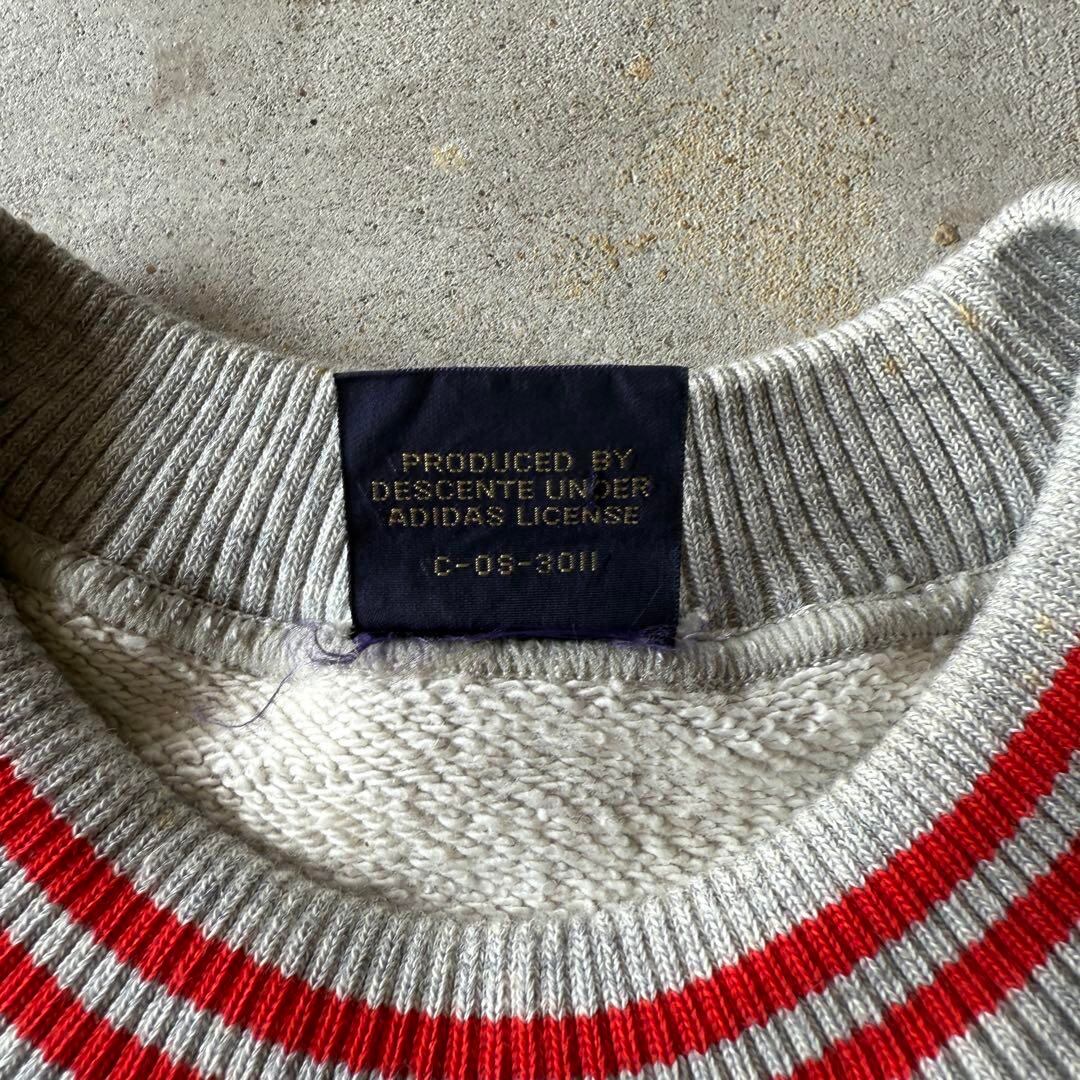 PRODUCED BY
DESCENTE UNDER
ADIDAS LICENSE
C-OS-3011